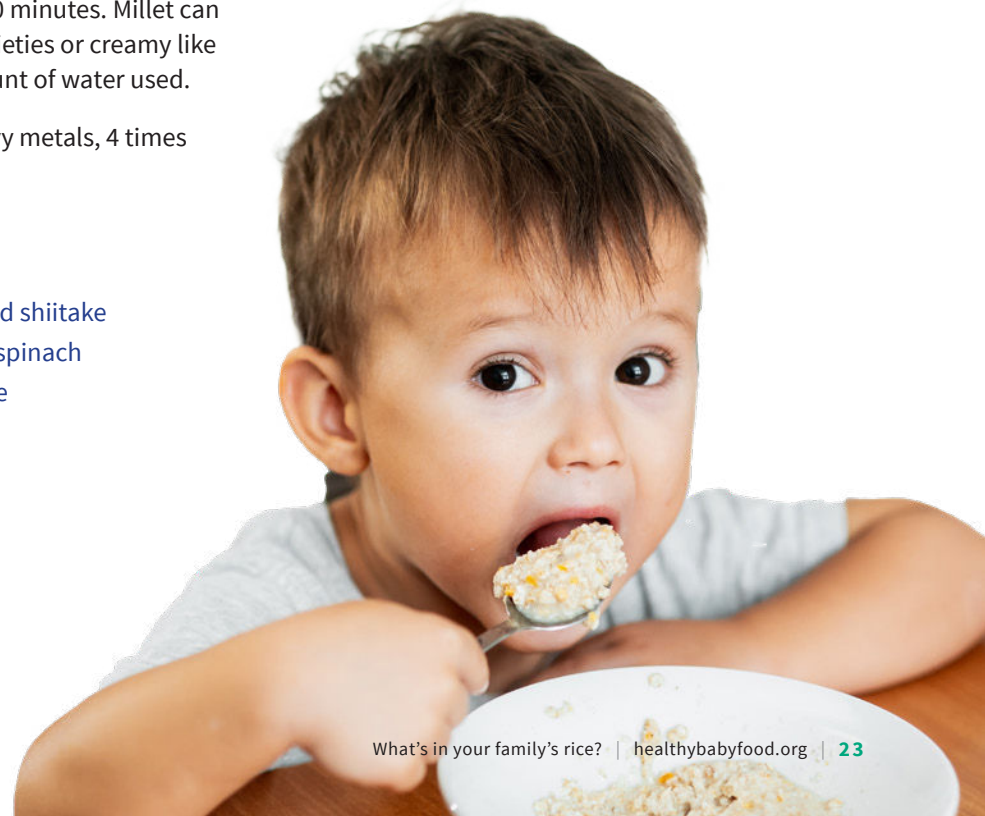 0 minutes. Millet can
ieties or creamy like
unt of water used.
y metals, 4 times
d shiitake
spinach
e
What's in your family's rice? | healthybabyfood.org | 23